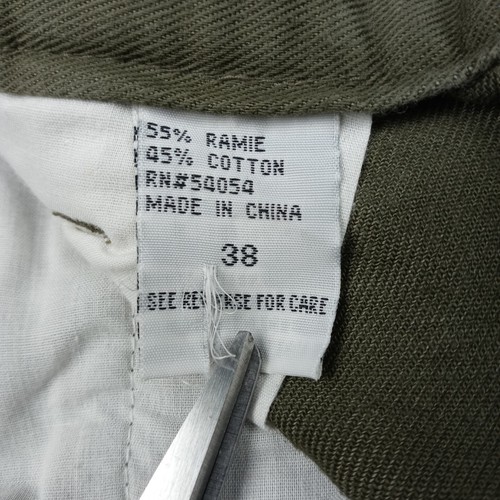 55% RAMIE
45% COTTON
RN#54054
MADE IN CHINA
38
SEE REVERSE FOR CARE